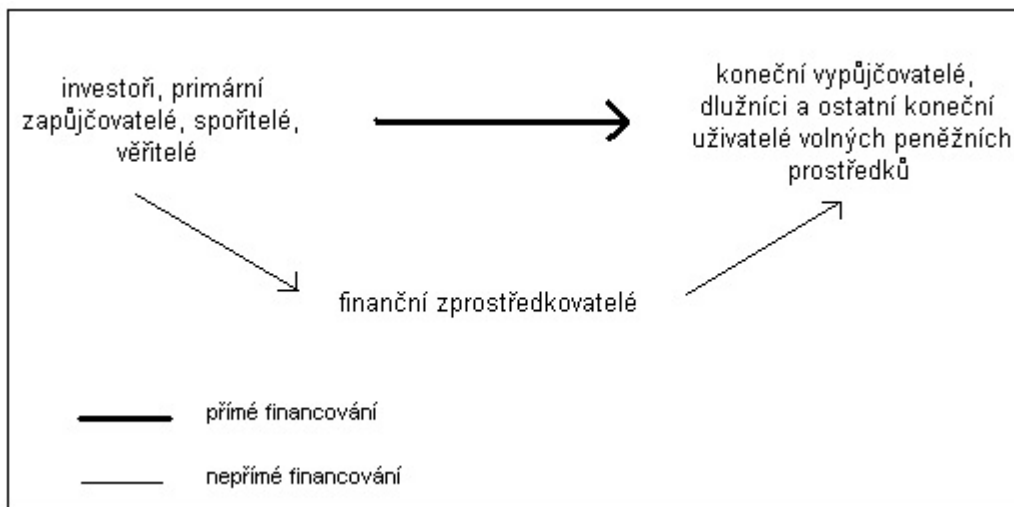 investoři, primární
zapůjčovatelé, spořitelé,
věřitelé
koneční vypůjčovatelé,
dlužníci a ostatní koneční
uživatelé volných peněžních
prostředků
finanční zprostředkovatelé
přímé financování
nepřímé financování